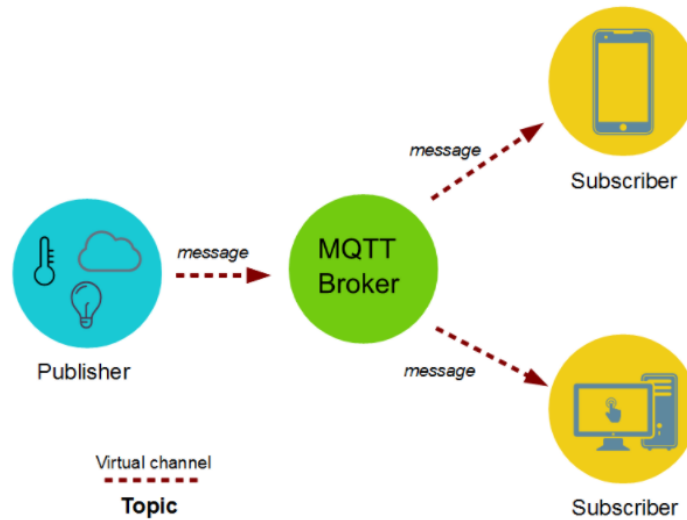 message
Subscriber
message
MQTT
Broker
Publisher
message
Virtual channel
Topic
Subscriber